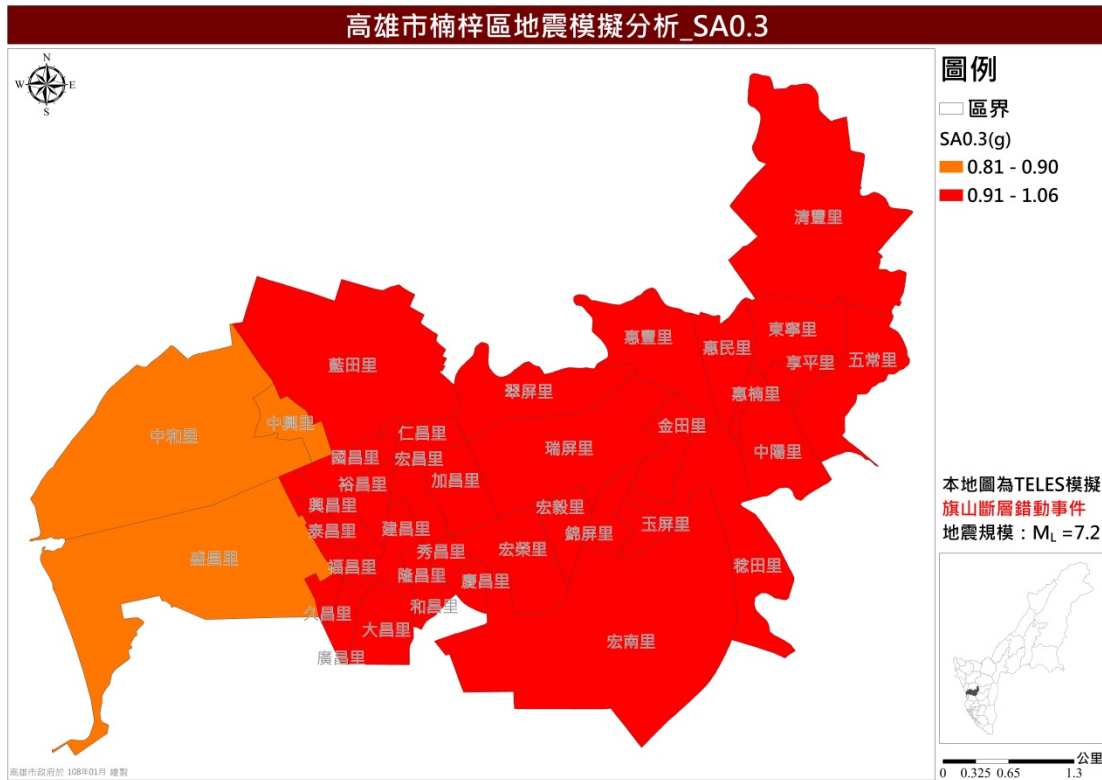 高雄市楠梓區地震模擬分析_SA0.3
N
W E
S
圖例
區界
SA0.3(g)
0.81 - 0.90
0.91 - 1.06
清豐里
東寧里
惠豐里
惠民里
享平里
五常里
藍田里
翠屏里
惠楠里
中興里
金田里
中和里
仁昌里
瑞屏里
中陽里
國昌里
宏昌里
裕昌里
加昌里
興昌里
宏毅里
泰昌里
建昌里
錦屏里
玉屏里
盛昌里
秀昌里
宏榮里
福昌里
隆昌里
慶昌里
稔田里
久昌里
和昌里
大昌里
宏南里
廣昌里
本地圖為TELES模擬
旗山斷層錯動事件
地震規模：ML =7.2
公里
0 0.325 0.65 1.3
高雄市政府於 108年01月 繪製